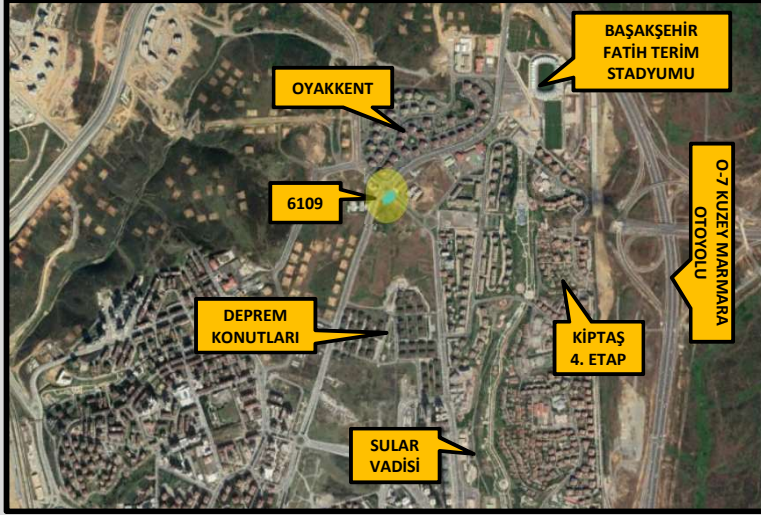 BAŞAKŞEHİR
FATİH TERİM
STADYUMU
OYAKKENT
6109
O-7 KUZEY MARMARA
OTOYOLU
DEPREM
KONUTLARI
KİPTAŞ
4. ETAP
SULAR
VADİSİ